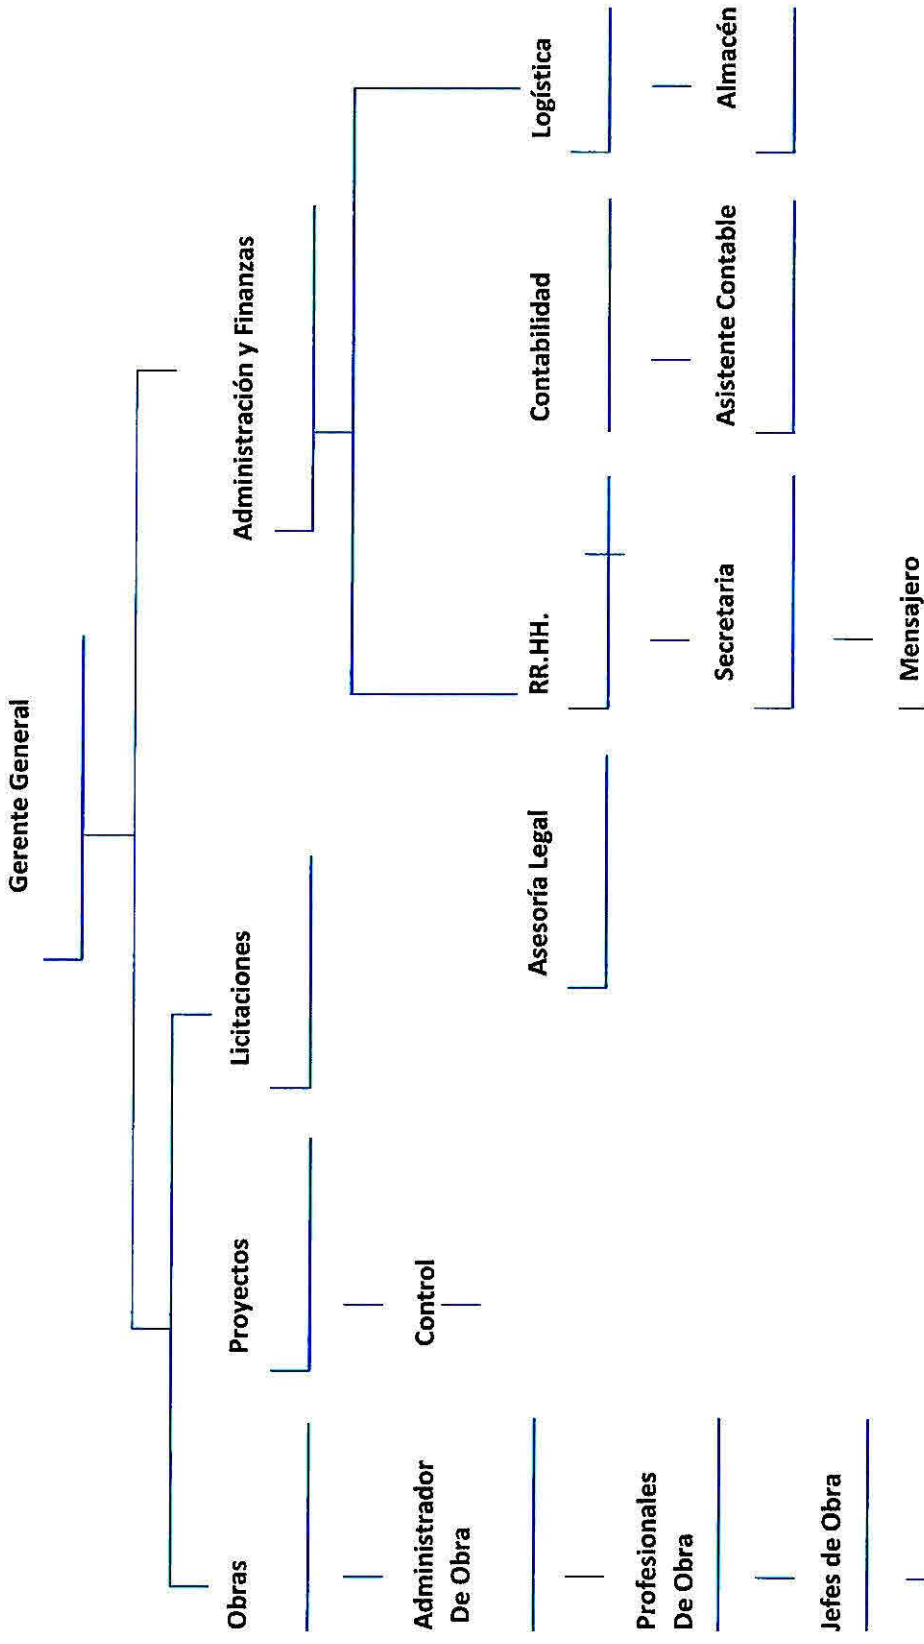 Gerente General
Obras
Proyectos
Licitaciones
Administración y Finanzas
Administrador
De Obra
Control
Asesoría Legal
RR.HH.
Contabilidad
Logística
Profesionales
De Obra
Secretaria
Asistente Contable
Almacén
Jefes de Obra
Mensajero